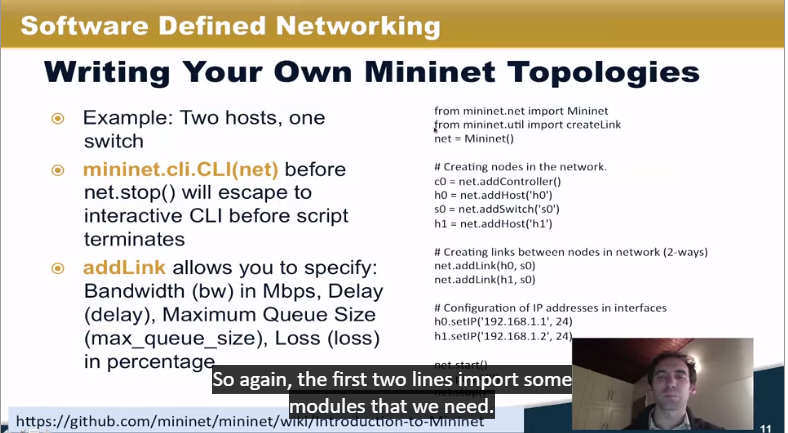 Software Defined Networking
Writing Your Own Mininet Topologies
Example: Two hosts, one
switch
mininet.cli.CLI(net) before
net.stop() will escape to
interactive CLI before script
terminates
addLink allows you to specify:
Bandwidth (bw) in Mbps, Delay
(delay), Maximum Queue Size
(max_queue_size), Loss (loss)
in percentage
from mininet.net import Mininet
from mininet.util import createLink
net = Mininet()
# Creating nodes in the network.
c0 = net.addController()
h0 = net.addHost('h0')
s0 = net.addSwitch('s0')
h1 = net.addHost('h1')
# Creating links between nodes in network (2-ways)
net.addLink(h0, s0)
net.addLink(h1, s0)
# Configuration of IP addresses in interfaces
h0.setIP('192.168.1.1', 24)
h1.setIP('192.168.1.2', 24)
net.start()
net.stop()
So again, the first two lines import some
modules that we need.
https://github.com/mininet/mininet/wiki/Introduction-to-Mininet
11